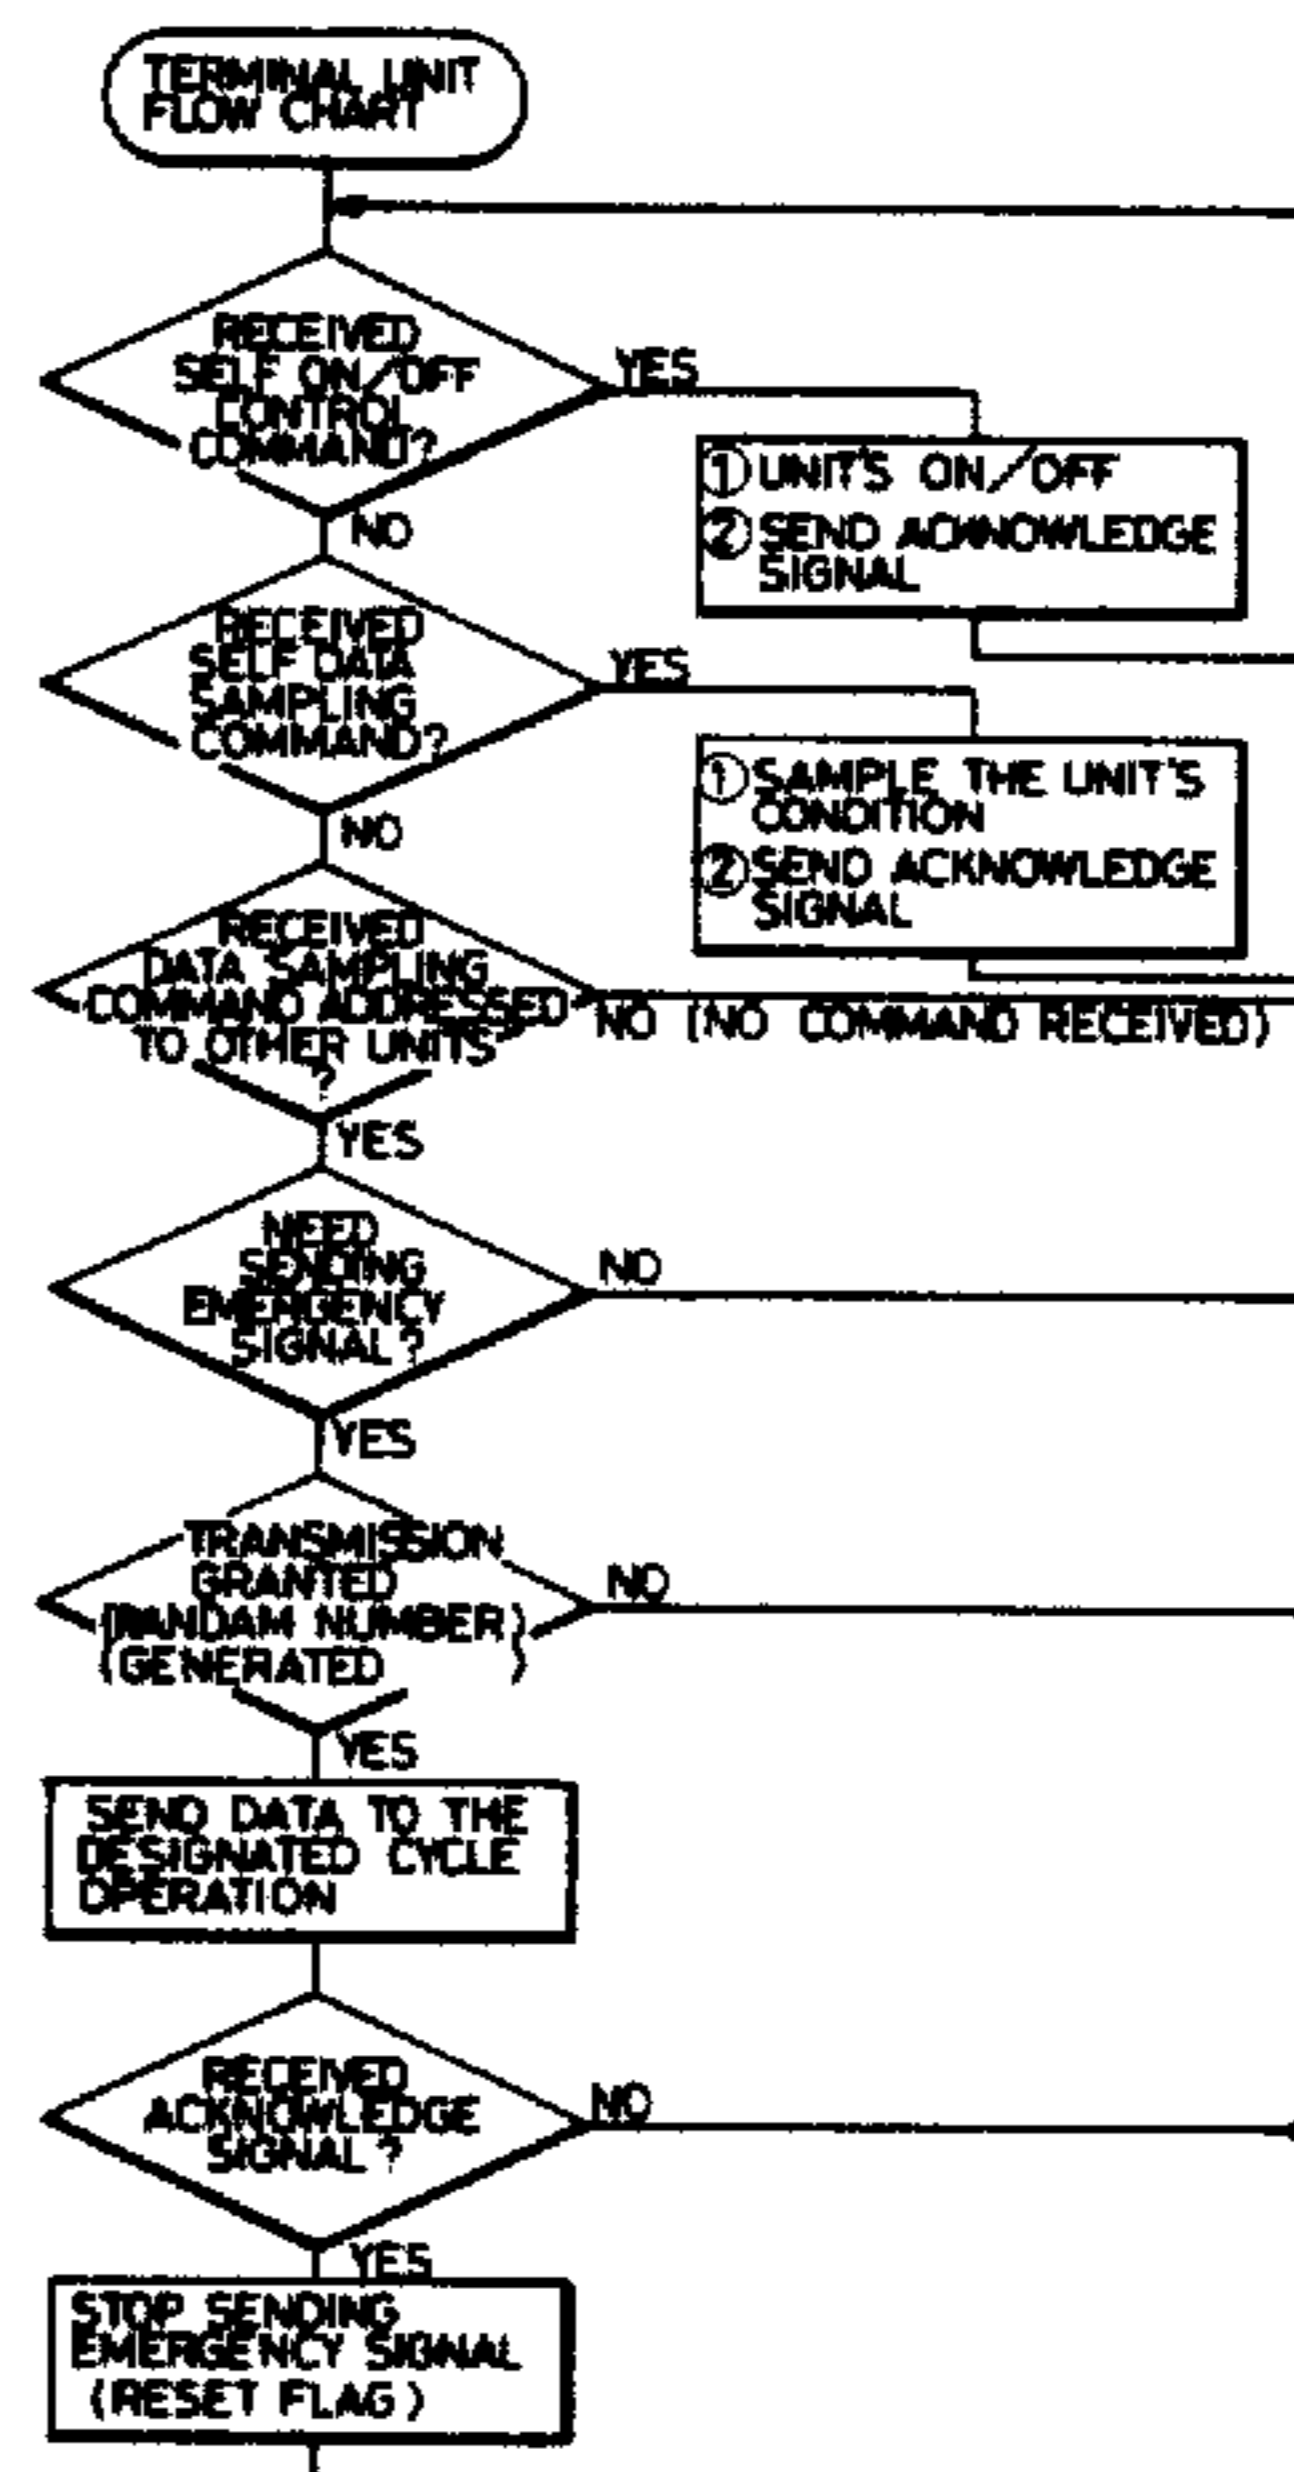 TERMINAL UNIT
FLOW CHART
RECEIVED
SELF ON/OFF
CONTROL
COMMAND?
YES
① UNIT'S ON/OFF
② SEND ACKNOWLEDGE
SIGNAL
NO
RECEIVED
SELF DATA
SAMPLING
COMMAND?
YES
① SAMPLE THE UNIT'S
CONDITION
② SEND ACKNOWLEDGE
SIGNAL
NO
RECEIVED
DATA SAMPLING
COMMAND ADDRESSED
TO OTHER UNITS
?
NO (NO COMMAND RECEIVED)
YES
NEED
SENDING
EMERGENCY
SIGNAL?
NO
YES
TRANSMISSION
GRANTED
(RANDAM NUMBER)
(GENERATED )
NO
YES
SEND DATA TO THE
DESIGNATED CYCLE
OPERATION
RECEIVED
ACKNOWLEDGE
SIGNAL?
NO
YES
STOP SENDING
EMERGENCY SIGNAL
(RESET FLAG)